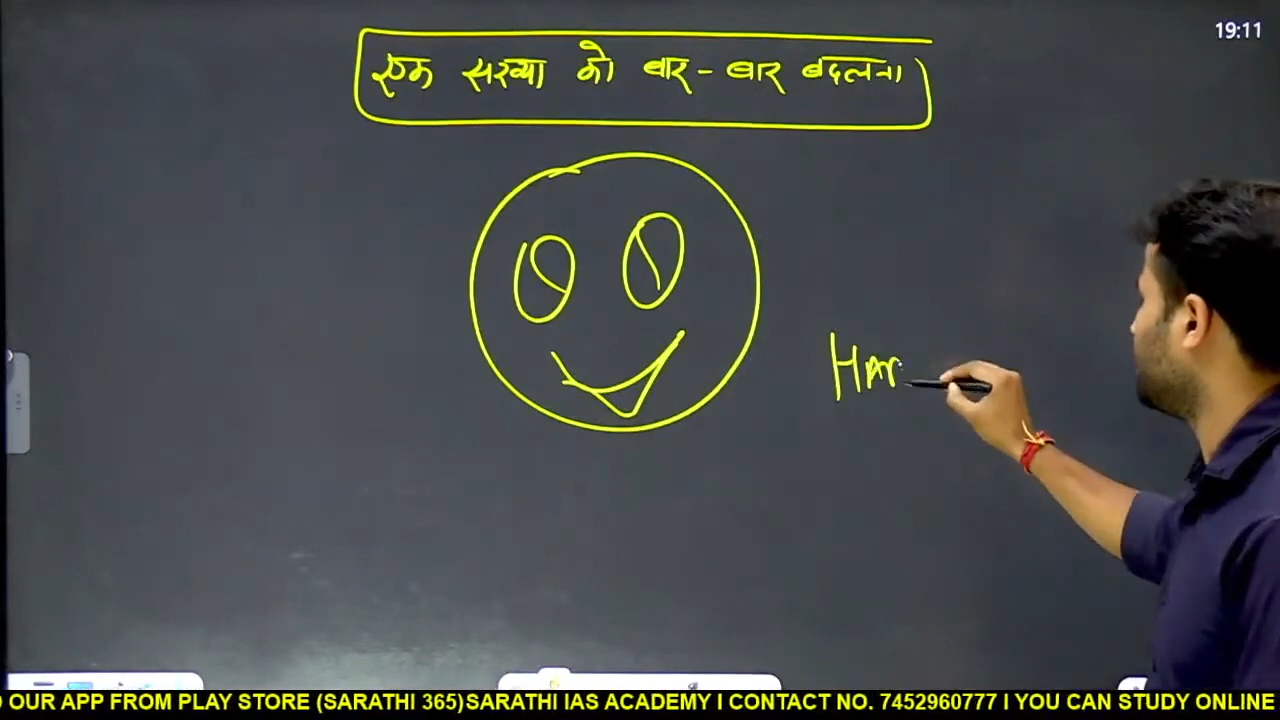 19:11
एक सख्या को बार - बार बदलना
HAR
OUR APP FROM PLAY STORE (SARATHI 365)SARATHI IAS ACADEMY I CONTACT NO. 7452960777 I YOU CAN STUDY ONLINE